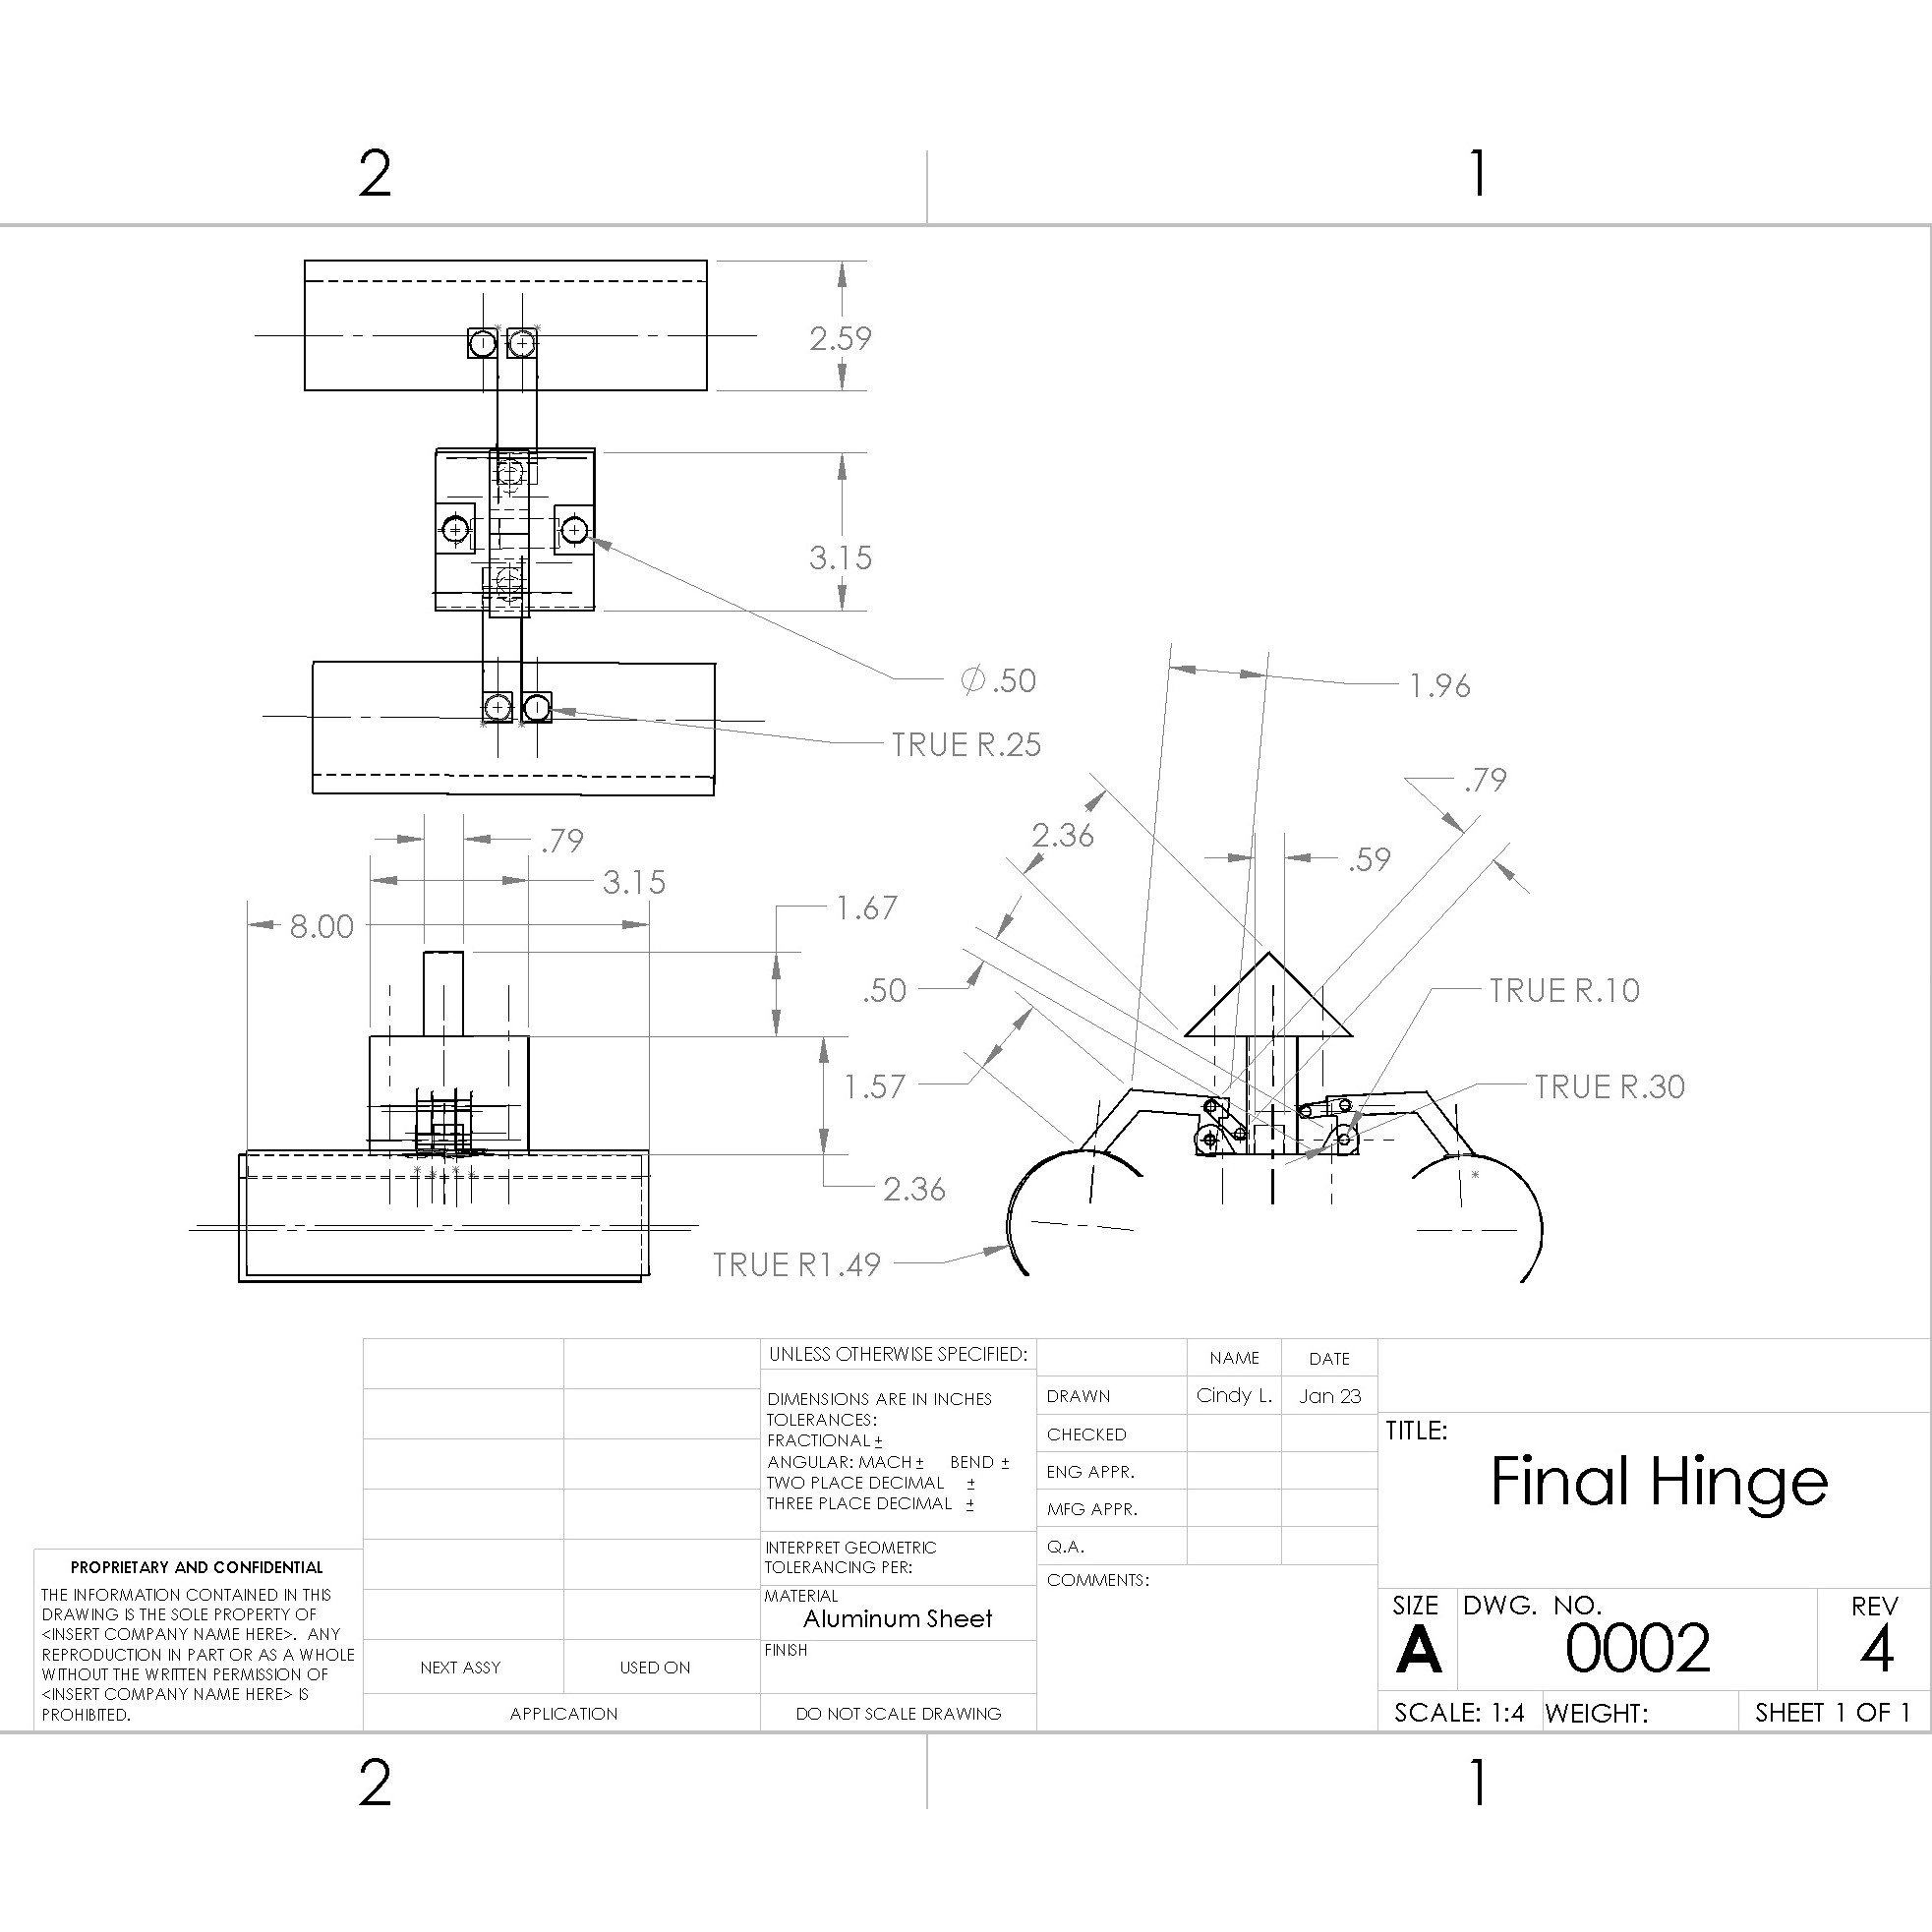 2
1
2.59
3.15
Ø.50
TRUE R.25
1.96
.79
2.36
.59
.79
3.15
8.00
1.67
.50
TRUE R.10
1.57
TRUE R.30
2.36
TRUE R1.49
UNLESS OTHERWISE SPECIFIED:
DIMENSIONS ARE IN INCHES
TOLERANCES:
FRACTIONAL ±
ANGULAR: MACH ± BEND ±
TWO PLACE DECIMAL ±
THREE PLACE DECIMAL ±
INTERPRET GEOMETRIC
TOLERANCING PER:
MATERIAL
Aluminum Sheet
FINISH
DO NOT SCALE DRAWING
NAME DATE
DRAWN Cindy L. Jan 23
CHECKED
ENG APPR.
MFG APPR.
Q.A.
COMMENTS:
TITLE:
Final Hinge
SIZE DWG. NO. REV
A 0002 4
SCALE: 1:4 WEIGHT: SHEET 1 OF 1
PROPRIETARY AND CONFIDENTIAL
THE INFORMATION CONTAINED IN THIS
DRAWING IS THE SOLE PROPERTY OF
<INSERT COMPANY NAME HERE>. ANY
REPRODUCTION IN PART OR AS A WHOLE
WITHOUT THE WRITTEN PERMISSION OF
<INSERT COMPANY NAME HERE> IS
PROHIBITED.
NEXT ASSY USED ON
APPLICATION
2
1